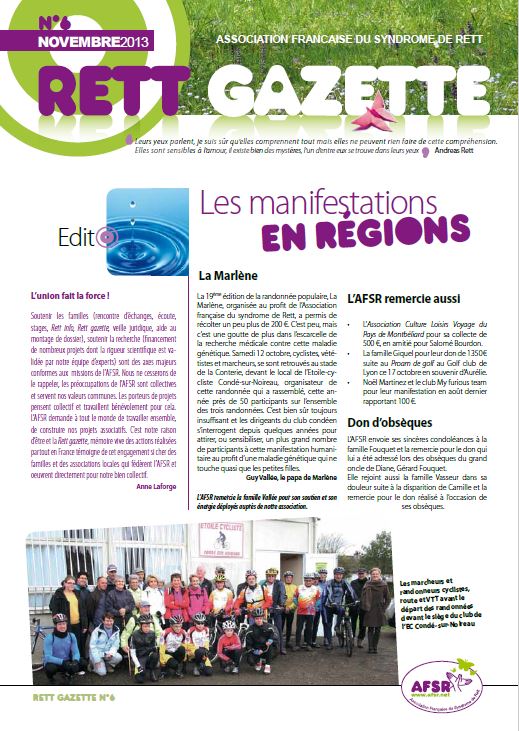 N°6
NOVEMBRE2013
ASSOCIATION FRANCAISE DU SYNDROME DE RETT
RETT GAZETTE
Leurs yeux parlent, je suis sûr qu'elles comprennent tout mais elles ne peuvent rien faire de cette compréhension.
Elles sont sensibles à l'amour, il existe bien des mystères, l'un d'entre eux se trouve dans leurs yeux Andreas Rett
Edito
L'union fait la force !
Soutenir les familles (rencontre d'échanges, écoute,
stages, Rett info, Rett gazette, veille juridique, aide au
montage de dossier), soutenir la recherche (financement
de nombreux projets dont la rigueur scientifique est va-
lidée par notre équipe d'experts) sont des axes majeurs
conformes aux missions de l'AFSR. Nous ne cesserons de
le rappeler, les préoccupations de l'AFSR sont collectives
et servent nos valeurs communes. Les porteurs de projets
pensent collectif et travaillent bénévolement pour cela.
L'AFSR demande à tout le monde de travailler ensemble,
de construire nos projets associatifs. C'est notre raison
d'être et la Rett gazette, mémoire vive des actions réalisées
partout en France témoigne de cet engagement si cher des
familles et des associations locales qui fédèrent l'AFSR et
oeuvrent directement pour notre bien collectif.
Anne Laforge
Les manifestations
EN RÉGIONS
La Marlène
La 19ème édition de la randonnée populaire, La
Marlène, organisée au profit de l'Association
française du syndrome de Rett, a permis de
récolter un peu plus de 200 €. C'est peu, mais
c'est une goutte de plus dans l'escarcelle de
la recherche médicale contre cette maladie
génétique. Samedi 12 octobre, cyclistes, vété-
tistes et marcheurs, se sont retrouvés au stade
de la Conterie, devant le local de l'Etoile-cy-
cliste Condé-sur-Noireau, organisatrice de
cette randonnée qui a rassemblé, cette an-
née près de 50 participants sur l'ensemble
des trois randonnées. C'est bien sûr toujours
insuffisant et les dirigeants du club condéen
s'interrogent depuis quelques années pour
attirer, ou sensibiliser, un plus grand nombre
de participants à cette manifestation humani-
taire au profit d'une maladie génétique qui ne
touche quasi que les petites filles.
Guy Vallée, le papa de Marlène
L'AFSR remercie la famille Vallée pour son soutien et son
énergie déployés auprès de notre association.
L'AFSR remercie aussi
• L'Association Culture Loisirs Voyage du
Pays de Montbéliard pour sa collecte de
500 €, en amitié pour Salomé Bourdon.
• La famille Giquel pour leur don de 1350 €
suite au Proam de golf au Golf club de
Lyon ce 17 octobre en souvenir d'Aurélie.
• Noël Martinez et le club My furious team
pour leur manifestation en août dernier
rapportant 100 €.
Don d'obsèques
L'AFSR envoie ses sincères condoléances à la
famille Fouquet et la remercie pour le don qui
lui a été adressé lors des obsèques du grand
oncle de Diane, Gérard Fouquet.
Elle rejoint aussi la famille Vasseur dans sa
douleur suite à la disparition de Camille et la
remercie pour le don réalisé à l'occasion de
ses obsèques.
ETOILE CYCLISTE
CONDE SUR NOIREAU
Les marcheurs et
randonneurs cyclistes,
route et VTT avant le
départ des randonnées
devant le siège du club de
l'EC Condé-sur-Noireau
RETT GAZETTE N°6
AFSR
www.afsr.net
Association Française du Syndrome de Rett